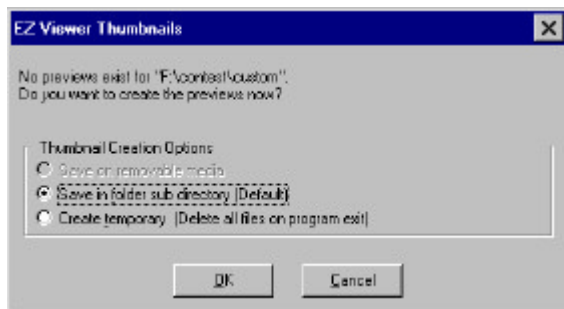 EZ Viewer Thumbnails
No previews exist for "F:\contest\custom".
Do you want to create the previews now?
Thumbnail Creation Options
Save on removable media
Save in folder sub directory (Default)
Create temporary (Delete all files on program exit)
OK Cancel